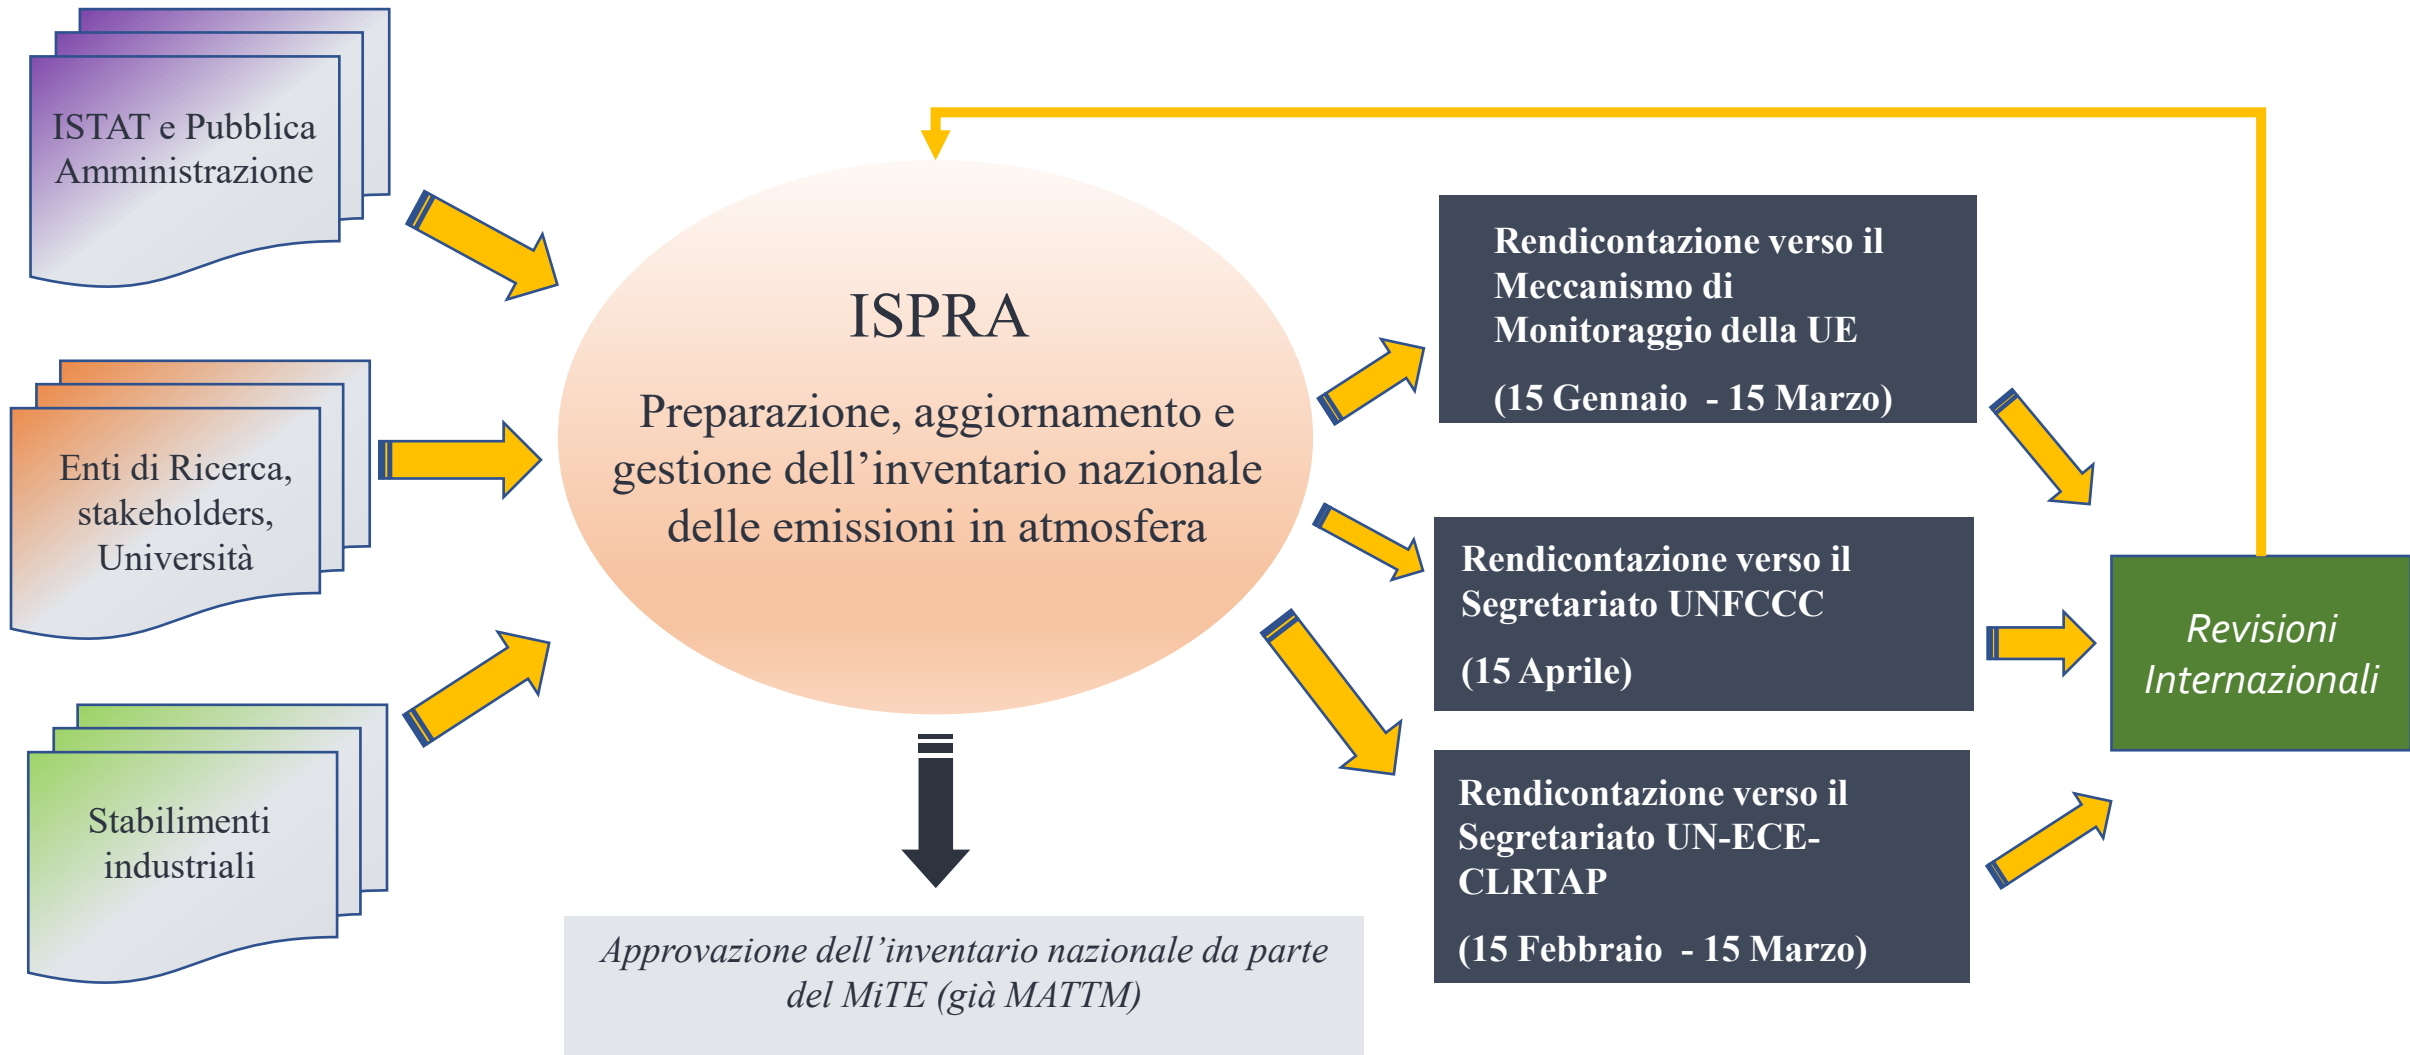 ISTAT e Pubblica
Amministrazione
Enti di Ricerca,
stakeholders,
Università
Stabilimenti
industriali
ISPRA
Preparazione, aggiornamento e
gestione dell’inventario nazionale
delle emissioni in atmosfera
Approvazione dell’inventario nazionale da parte
del MiTE (già MATTM)
Rendicontazione verso il
Meccanismo di
Monitoraggio della UE
(15 Gennaio - 15 Marzo)
Rendicontazione verso il
Segretariato UNFCCC
(15 Aprile)
Rendicontazione verso il
Segretariato UN-ECE-
CLRTAP
(15 Febbraio - 15 Marzo)
Revisioni
Internazionali